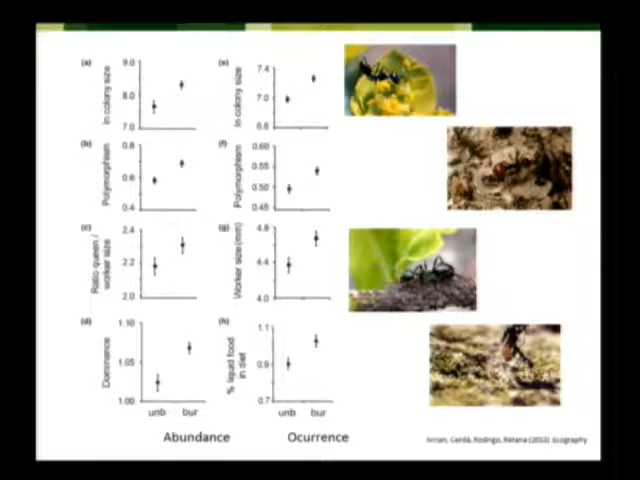 (a)
ln colony size
9.0
8.0
7.0
(e)
ln colony size
7.4
7.0
6.6
(b)
Polymorphism
0.8
0.6
0.4
(f)
Polymorphism
0.60
0.55
0.50
0.45
(c)
Ratio queen /
worker size
2.4
2.2
2.0
(g)
Worker size (mm)
4.8
4.4
4.0
(d)
Dominance
1.10
1.05
1.00
(h)
% liquid food
in diet
1.1
0.9
0.7
unb bur
unb bur
Abundance
Ocurrence
Arnan, Cerdá, Rodrigo, Retana (2013) Ecography